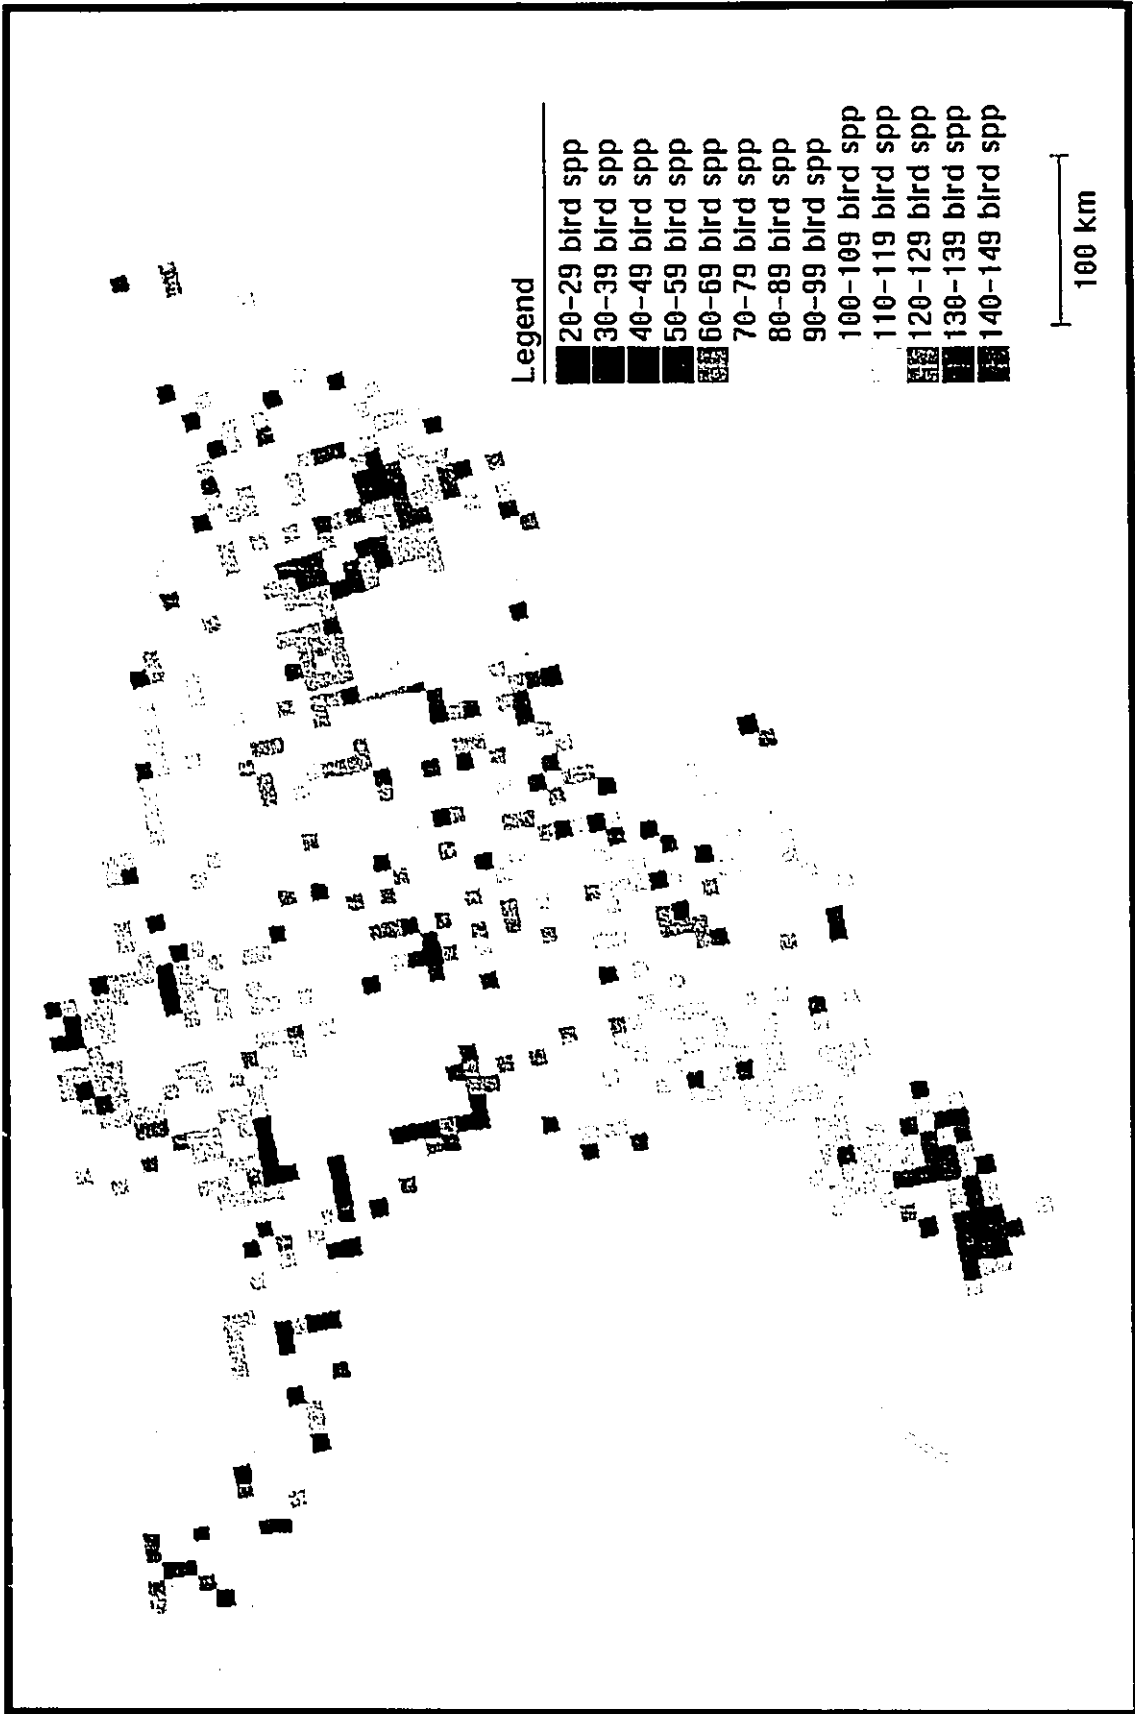 Legend
20-29 bird spp
30-39 bird spp
40-49 bird spp
50-59 bird spp
60-69 bird spp
70-79 bird spp
80-89 bird spp
90-99 bird spp
100-109 bird spp
110-119 bird spp
120-129 bird spp
130-139 bird spp
140-149 bird spp
100 km